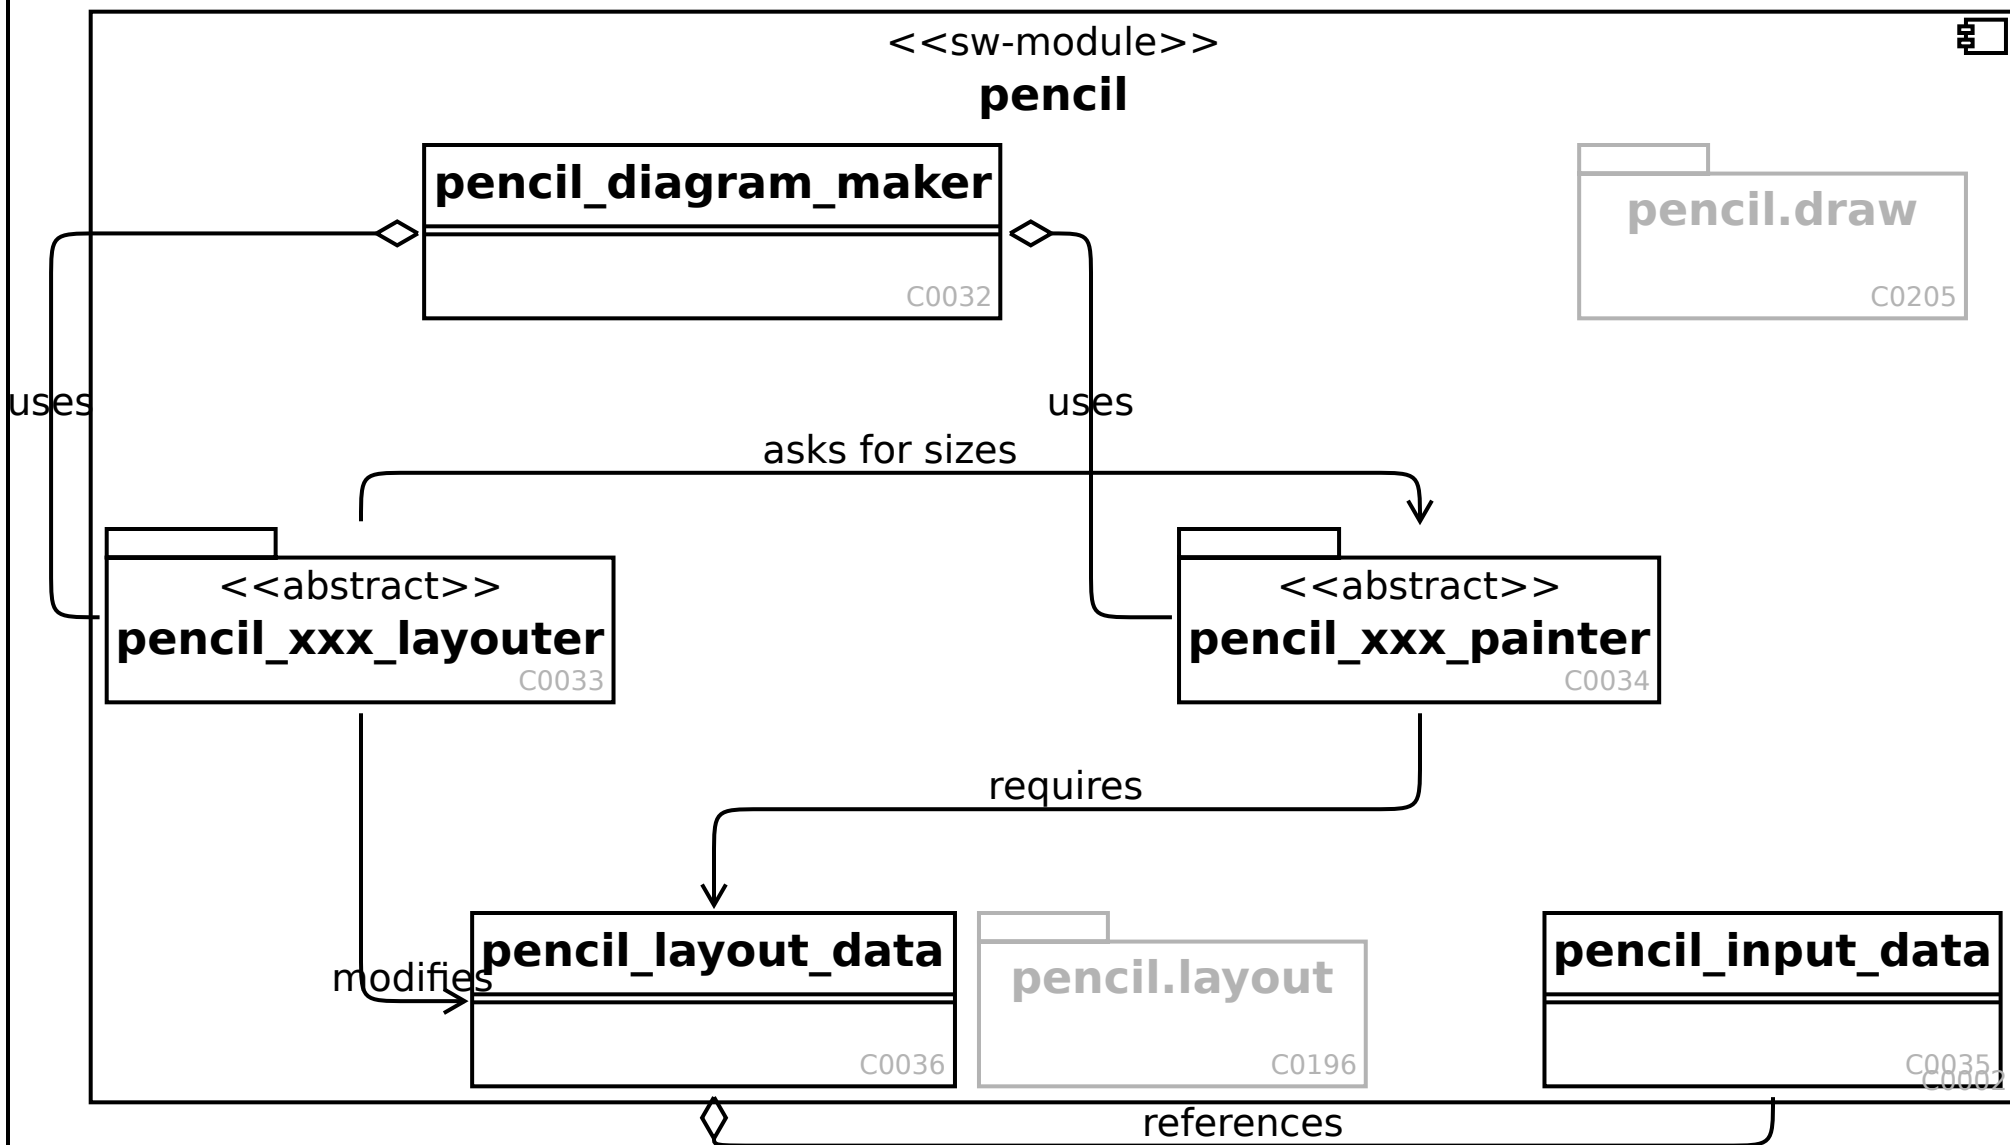 <<sw-module>>
pencil
pencil_diagram_maker
C0032
pencil.draw
C0205
uses
uses
asks for sizes
<<abstract>>
pencil_xxx_layouter
C0033
<<abstract>>
pencil_xxx_painter
C0034
requires
modifies
pencil_layout_data
C0036
pencil.layout
C0196
pencil_input_data
C0035
C0002
references